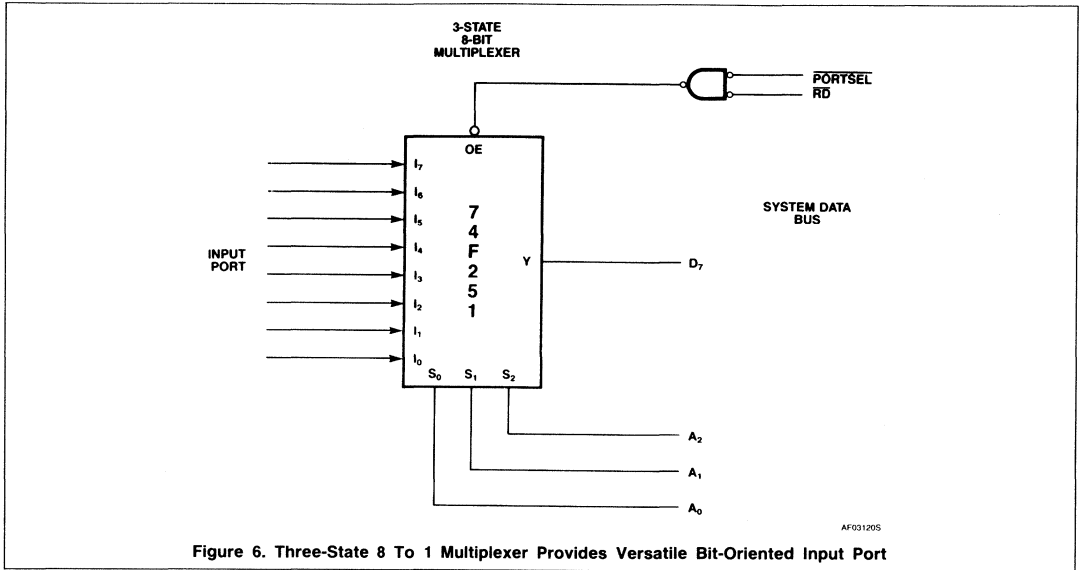 3-STATE
8-BIT
MULTIPLEXER
PORTSEL
RD
OE
I7
I6
I5
I4
I3
I2
I1
I0
INPUT
PORT
7
4
F
2
5
1
Y
D7
SYSTEM DATA
BUS
S0 S1 S2
A2
A1
A0
AF03120S
Figure 6. Three-State 8 To 1 Multiplexer Provides Versatile Bit-Oriented Input Port